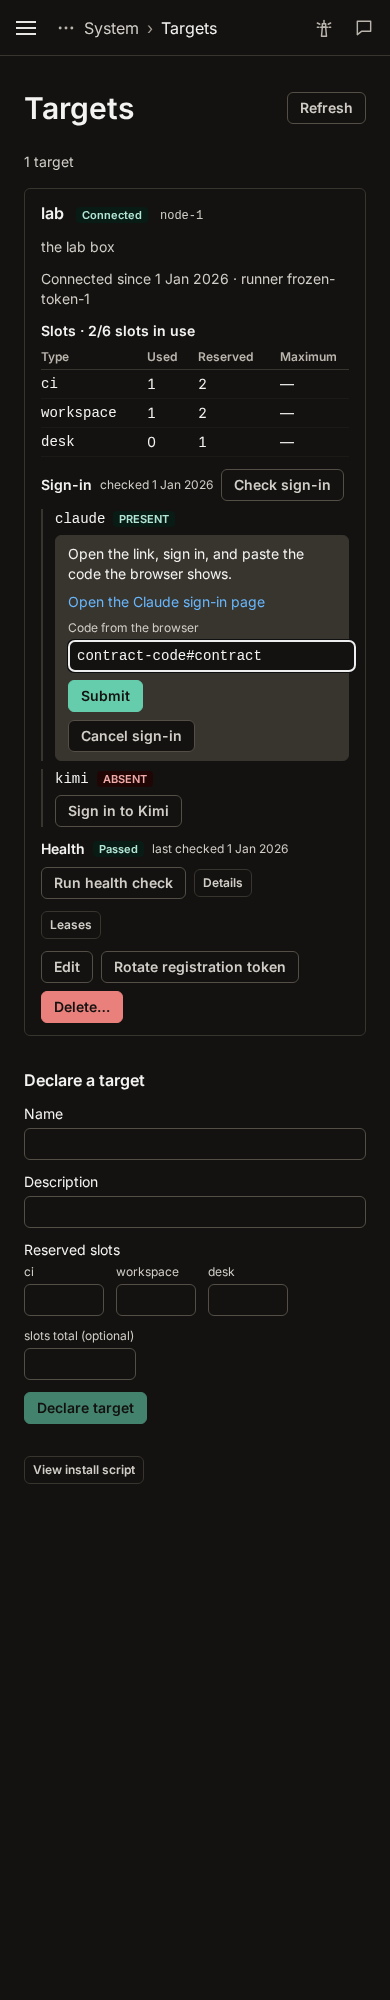 System › Targets
Targets
Refresh
1 target
lab Connected node-1
the lab box
Connected since 1 Jan 2026 · runner frozen-
token-1
Slots · 2/6 slots in use
Type Used Reserved Maximum
ci 1 2 —
workspace 1 2 —
desk 0 1 —
Sign-in checked 1 Jan 2026 Check sign-in
claude PRESENT
Open the link, sign in, and paste the
code the browser shows.
Open the Claude sign-in page
Code from the browser
contract-code#contract
Submit
Cancel sign-in
kimi ABSENT
Sign in to Kimi
Health Passed last checked 1 Jan 2026
Run health check Details
Leases
Edit Rotate registration token
Delete...
Declare a target
Name
Description
Reserved slots
ci workspace desk
slots total (optional)
Declare target
View install script